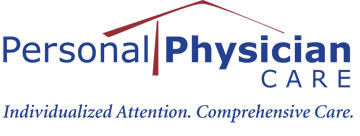 Personal Physician
CARE
Individualized Attention. Comprehensive Care.